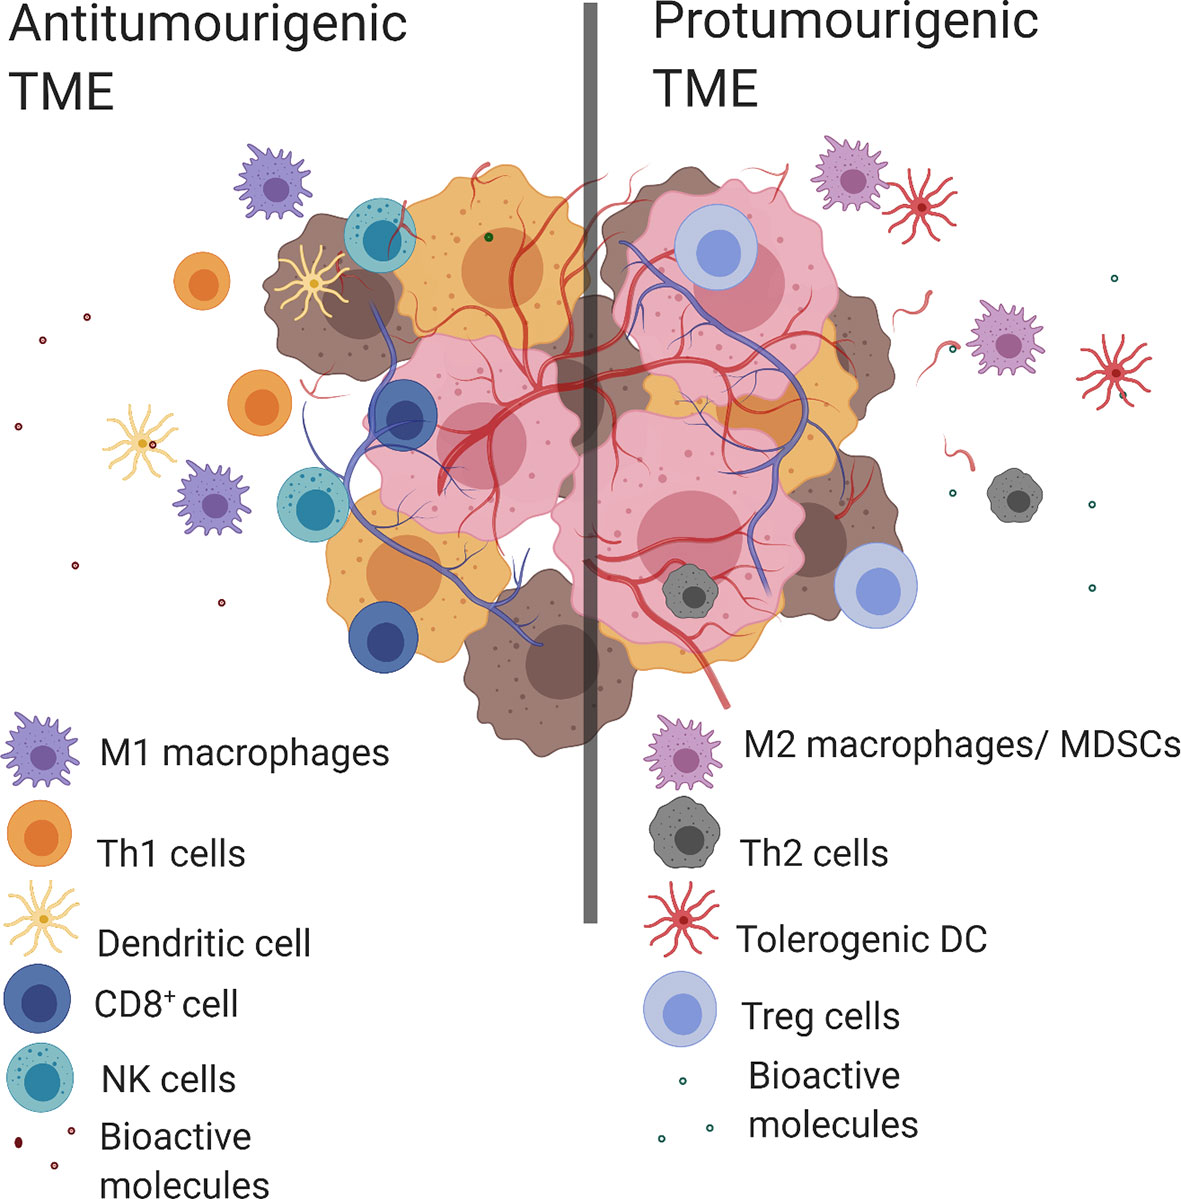 Antitumourigenic
TME
Protumourigenic
TME
M1 macrophages
Th1 cells
Dendritic cell
CD8⁺ cell
NK cells
Bioactive
molecules
M2 macrophages/ MDSCs
Th2 cells
Tolerogenic DC
Treg cells
Bioactive
molecules